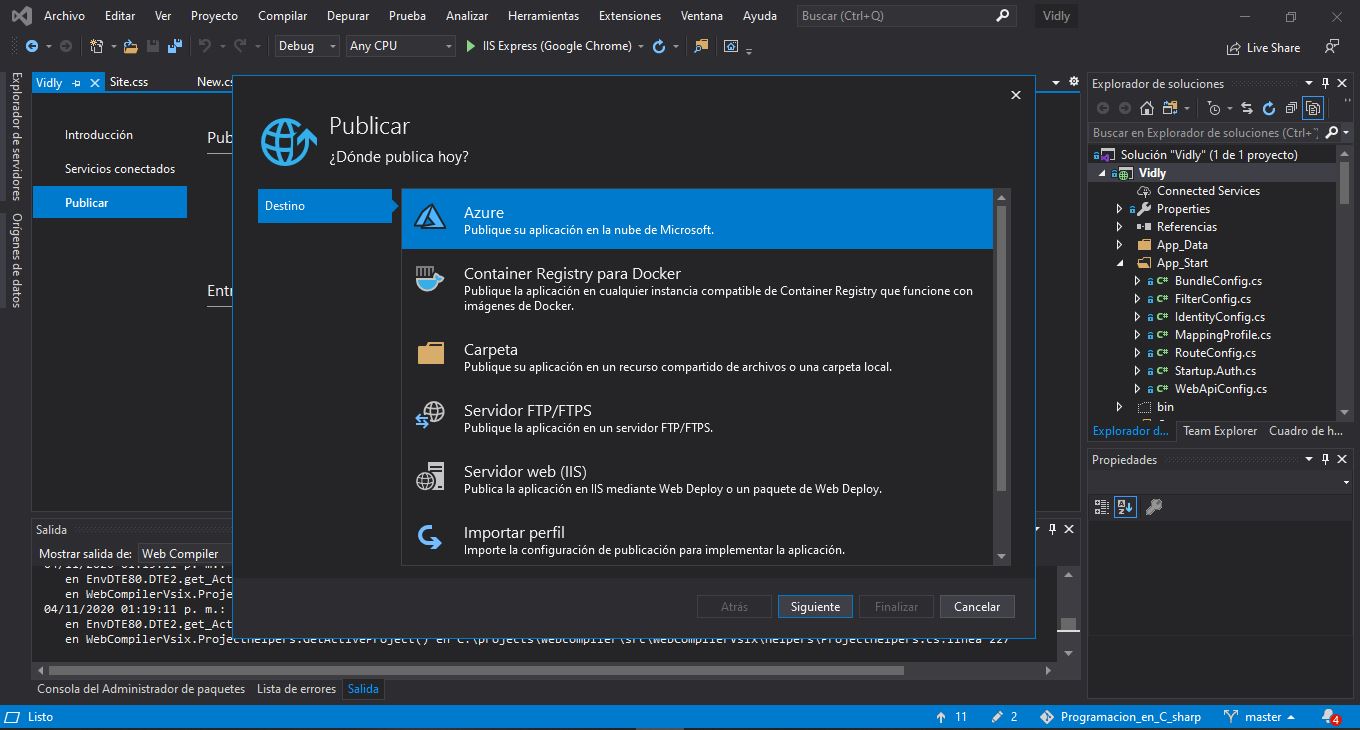 Archivo Editar Ver Proyecto Compilar Depurar Prueba Analizar Herramientas Extensiones Ventana Ayuda Buscar (Ctrl+Q) Vidly
Debug Any CPU IIS Express (Google Chrome) Live Share
Explorador de servidores
Orígenes de datos
Vidly Site.css New.cs
Introducción
Servicios conectados
Publicar
Pub
Entr
Publicar
¿Dónde publica hoy?
Destino
Azure
Publique su aplicación en la nube de Microsoft.
Container Registry para Docker
Publique la aplicación en cualquier instancia compatible de Container Registry que funcione con
imágenes de Docker.
Carpeta
Publique su aplicación en un recurso compartido de archivos o una carpeta local.
Servidor FTP/FTPS
Publique la aplicación en un servidor FTP/FTPS.
Servidor web (IIS)
Publica la aplicación en IIS mediante Web Deploy o un paquete de Web Deploy.
Importar perfil
Importe la configuración de publicación para implementar la aplicación.
Atrás Siguiente Finalizar Cancelar
Explorador de soluciones
Buscar en Explorador de soluciones (Ctrl+
Solución "Vidly" (1 de 1 proyecto)
Vidly
Connected Services
Properties
Referencias
App_Data
App_Start
C# BundleConfig.cs
C# FilterConfig.cs
C# IdentityConfig.cs
C# MappingProfile.cs
C# RouteConfig.cs
C# Startup.Auth.cs
C# WebApiConfig.cs
bin
Explorador d... Team Explorer Cuadro de h...
Propiedades
Salida
Mostrar salida de: Web Compiler
04/11/2020 01:19:11 p. m.:
en EnvDTE80.DTE2.get_Act
en WebCompilerVsix.Proje
04/11/2020 01:19:11 p. m.:
en EnvDTE80.DTE2.get_Act
en WebCompilerVsix.ProjectHelpers.GetActiveProject() en C:\projects\webcompiler\src\WebCompilerVsix\Helpers\ProjectHelpers.cs:línea 227
Consola del Administrador de paquetes Lista de errores Salida
Listo 11 2 Programacion_en_C_sharp master 4